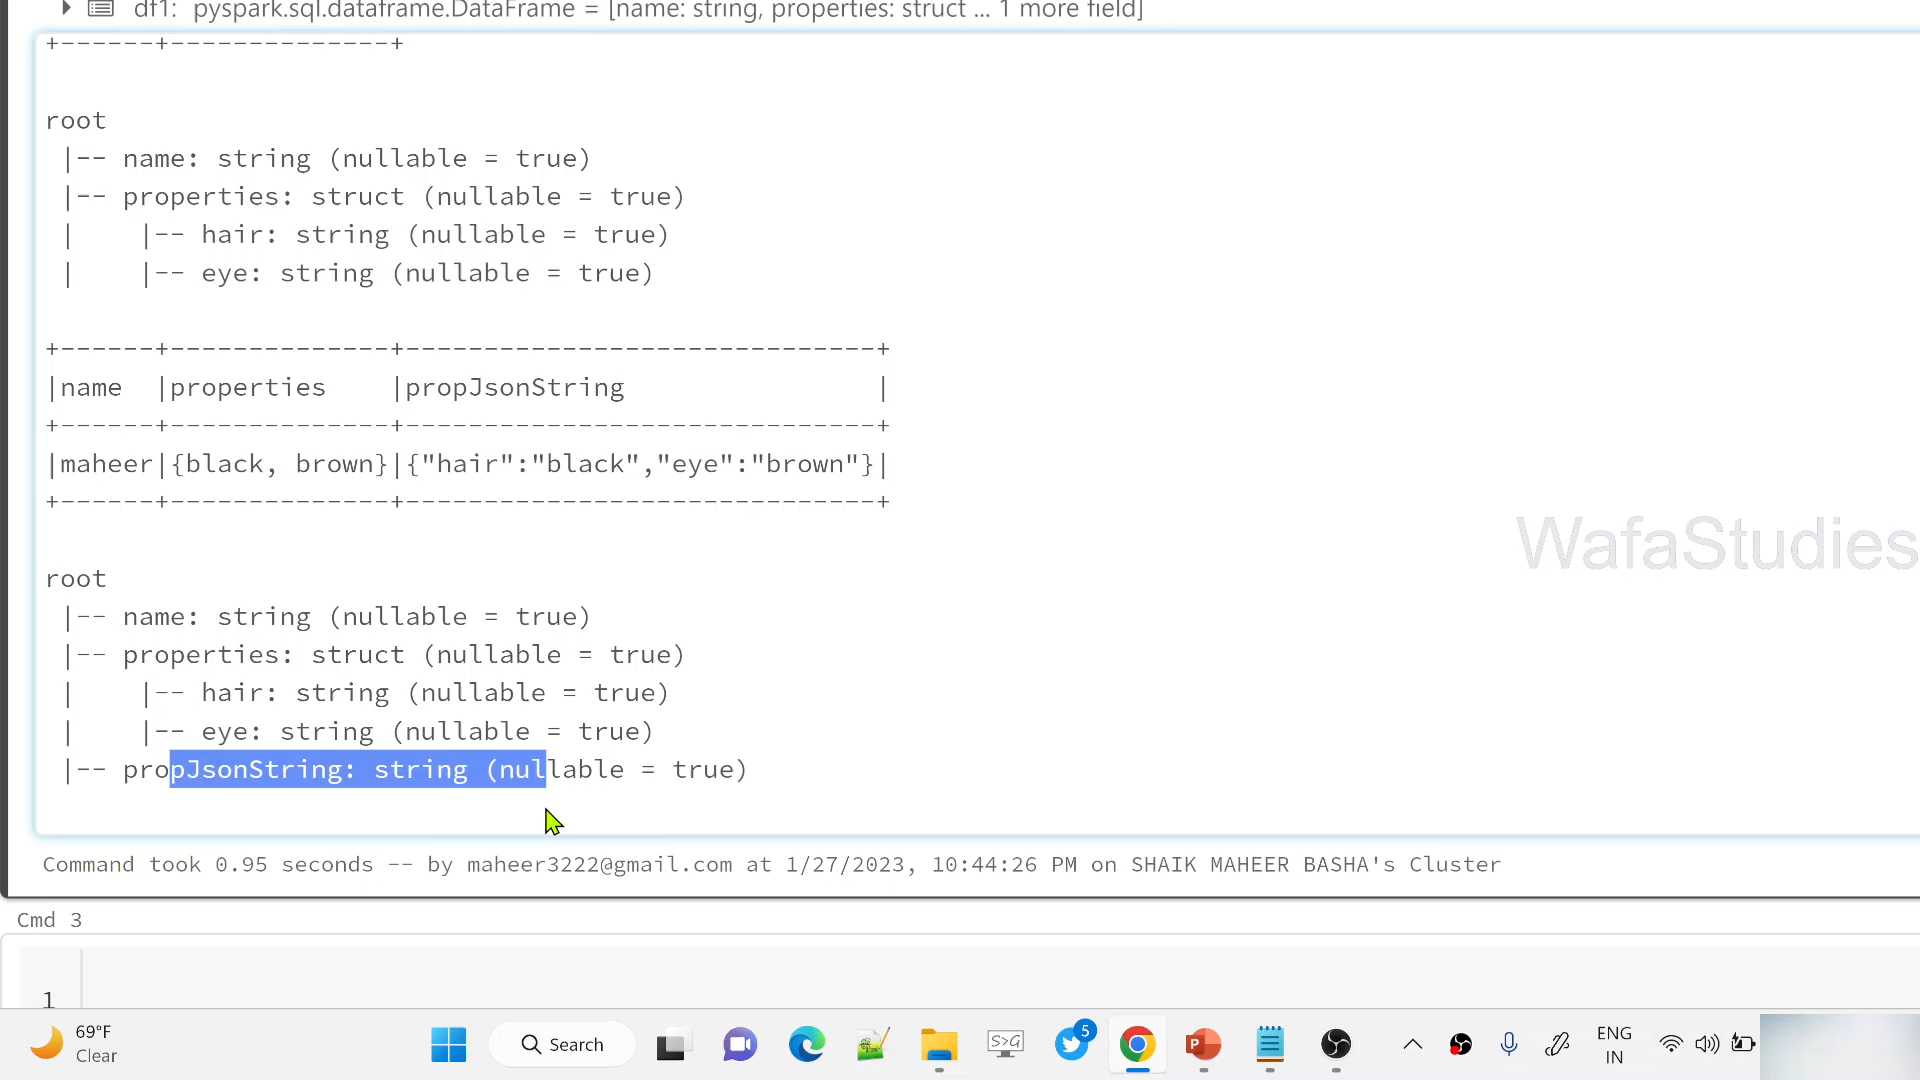 df1: pyspark.sql.dataframe.DataFrame = [name: string, properties: struct ... 1 more field]
+------+--------------+
root
 |-- name: string (nullable = true)
 |-- properties: struct (nullable = true)
 |    |-- hair: string (nullable = true)
 |    |-- eye: string (nullable = true)
+------+--------------+------------------------------+
|name  |properties    |propJsonString                |
+------+--------------+------------------------------+
|maheer|{black, brown}|{"hair":"black","eye":"brown"}|
+------+--------------+------------------------------+
WafaStudies
root
 |-- name: string (nullable = true)
 |-- properties: struct (nullable = true)
 |    |-- hair: string (nullable = true)
 |    |-- eye: string (nullable = true)
 |-- propJsonString: string (nullable = true)
Command took 0.95 seconds -- by maheer3222@gmail.com at 1/27/2023, 10:44:26 PM on SHAIK MAHEER BASHA's Cluster
Cmd 3
1
69°F
Clear
Search
S>G
5
P
ENG
IN